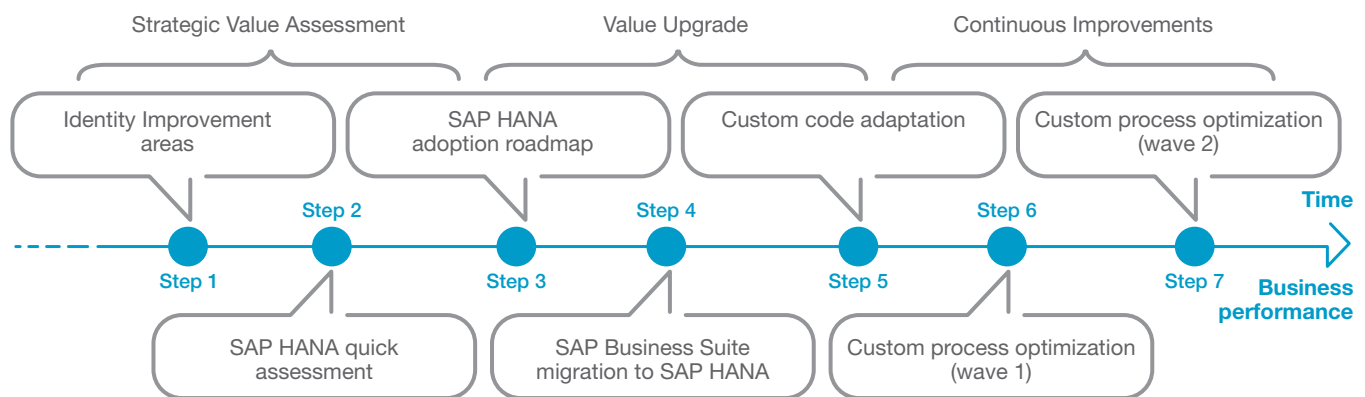 Strategic Value Assessment
Value Upgrade
Continuous Improvements
Identity Improvement
areas
SAP HANA
adoption roadmap
Custom code adaptation
Custom process optimization
(wave 2)
Step 2
Step 4
Step 6
Time
Step 1
Step 3
Step 5
Step 7
Business
performance
SAP HANA quick
assessment
SAP Business Suite
migration to SAP HANA
Custom process optimization
(wave 1)